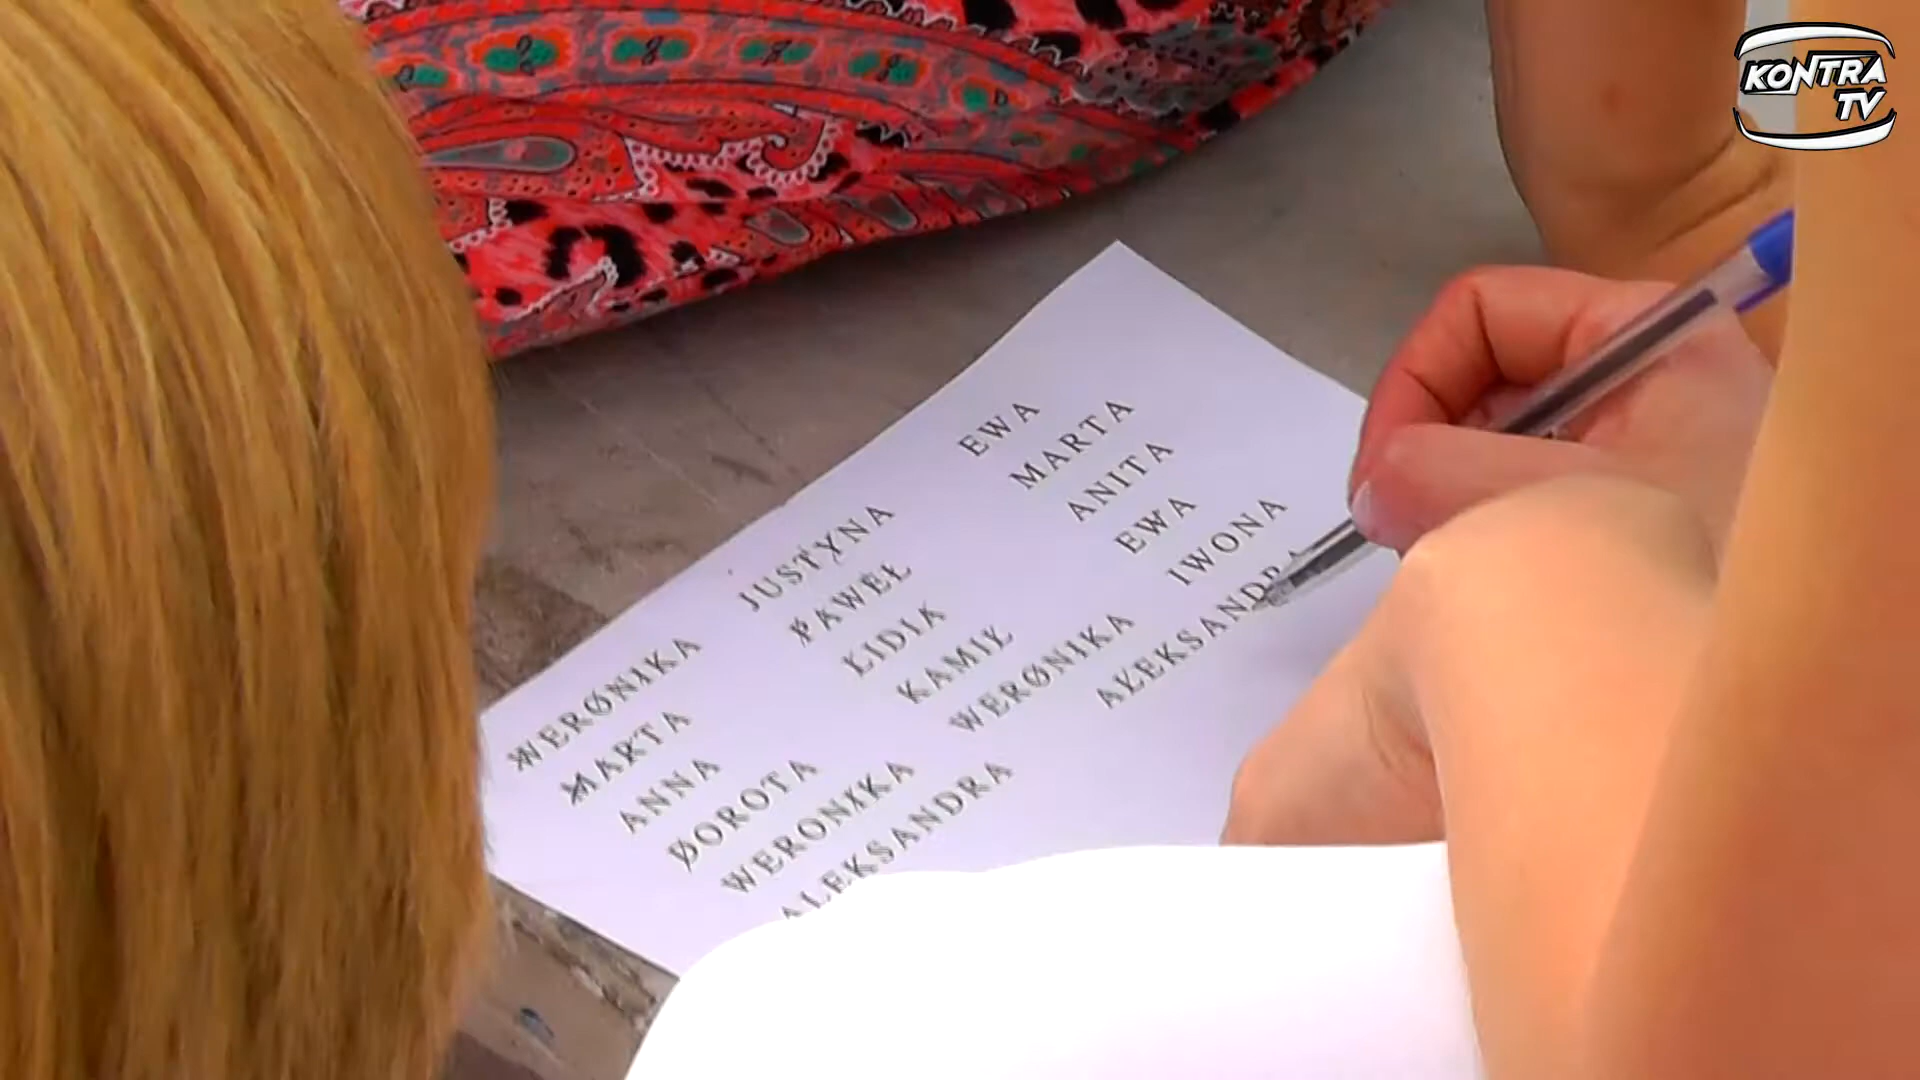 KONTRA
TV
EWA
MARTA
ANITA
EWA
IWONA
ALEKSANDRA
JUSTYNA
PAWEŁ
LIDIA
KAMIL
WERONIKA
WERONIKA
MARTA
ANNA
DOROTA
WERONIKA
ALEKSANDRA